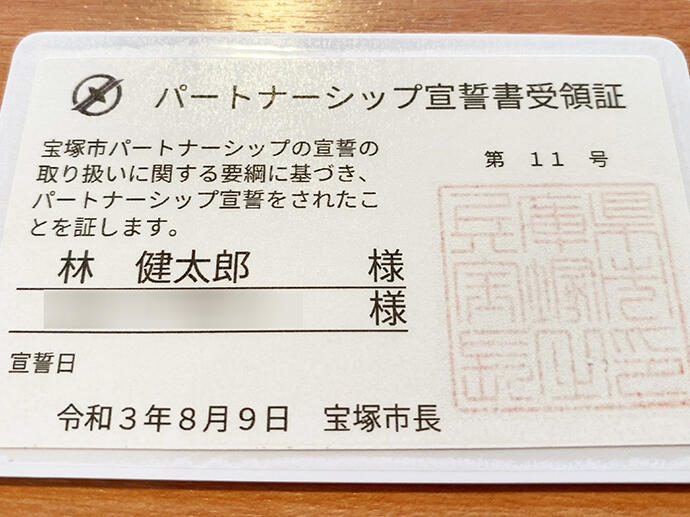 パートナーシップ宣誓書受領証
宝塚市パートナーシップの宣誓の
取り扱いに関する要綱に基づき、
パートナーシップ宣誓をされたこ
とを証します。
第 11 号
林 健太郎 様
様
宣誓日
令和3年8月9日 宝塚市長